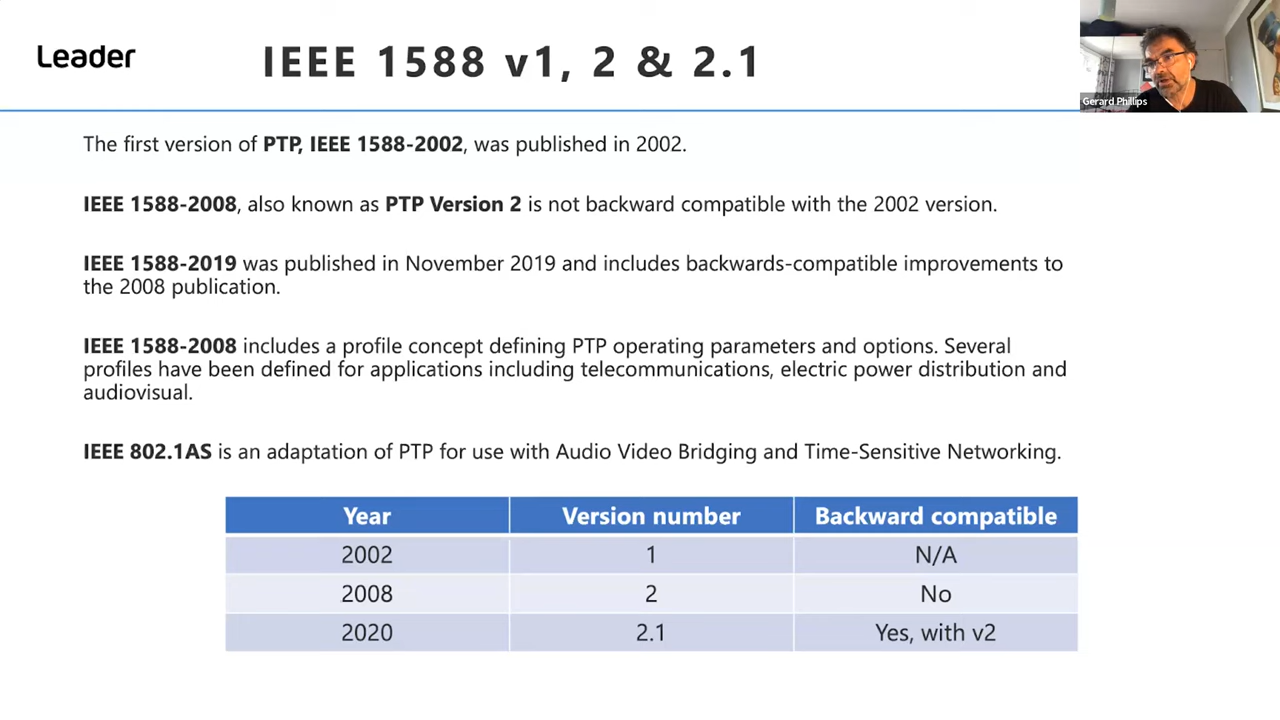 Leader
IEEE 1588 v1, 2 & 2.1
Gerard Phillips
The first version of PTP, IEEE 1588-2002, was published in 2002.
IEEE 1588-2008, also known as PTP Version 2 is not backward compatible with the 2002 version.
IEEE 1588-2019 was published in November 2019 and includes backwards-compatible improvements to
the 2008 publication.
IEEE 1588-2008 includes a profile concept defining PTP operating parameters and options. Several
profiles have been defined for applications including telecommunications, electric power distribution and
audiovisual.
IEEE 802.1AS is an adaptation of PTP for use with Audio Video Bridging and Time-Sensitive Networking.
Year Version number Backward compatible
2002 1 N/A
2008 2 No
2020 2.1 Yes, with v2